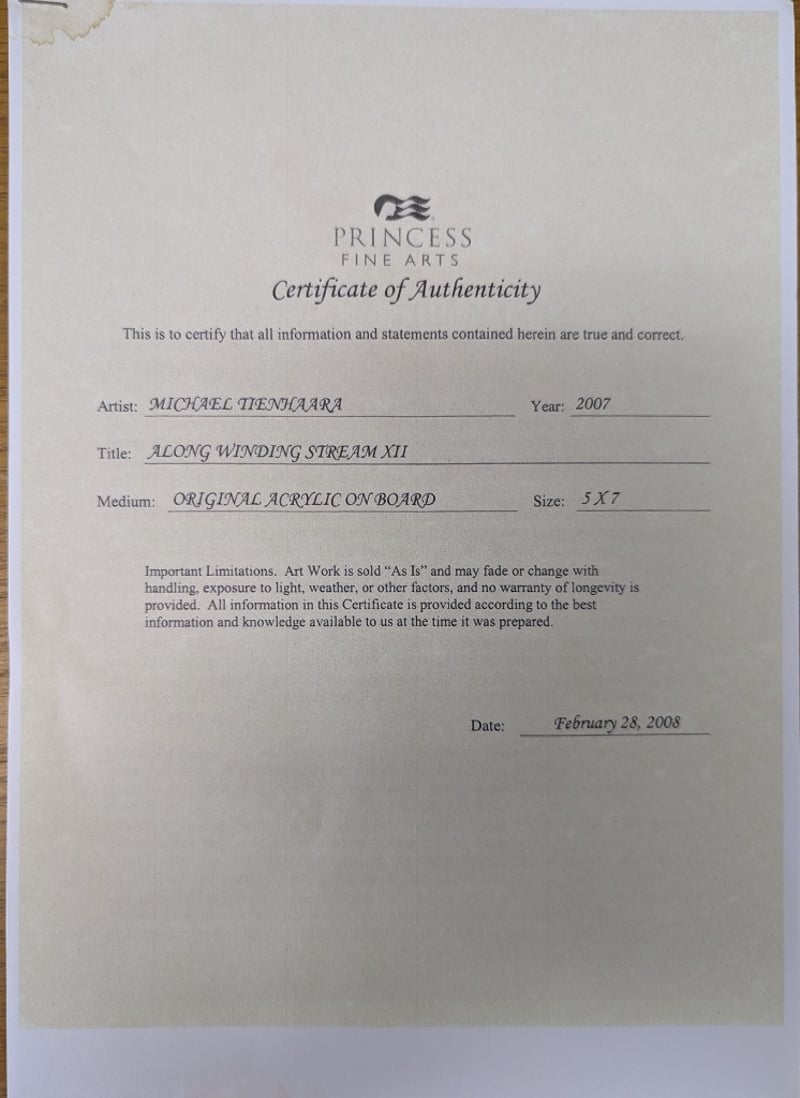 PRINCESS
FINE ARTS
Certificate of Authenticity
This is to certify that all information and statements contained herein are true and correct.
Artist: MICHAEL TIENHAARA Year: 2007
Title: ALONG WINDING STREAM XII
Medium: ORIGINAL ACRYLIC ON BOARD Size: 5 X 7
Important Limitations. Art Work is sold “As Is” and may fade or change with
handling, exposure to light, weather, or other factors, and no warranty of longevity is
provided. All information in this Certificate is provided according to the best
information and knowledge available to us at the time it was prepared.
Date: February 28, 2008